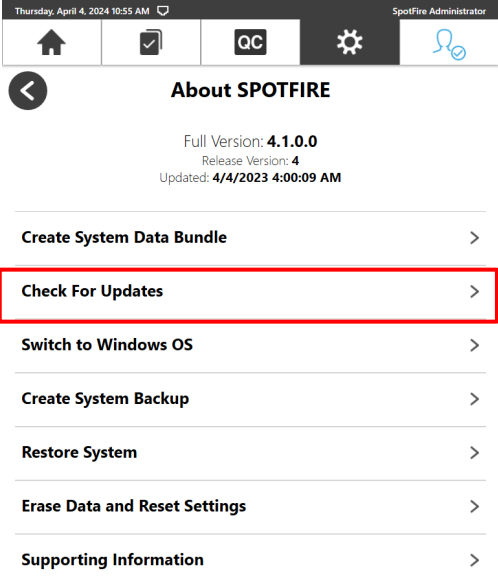 Thursday, April 4, 2024 10:55 AM
SpotFire Administrator
QC
About SPOTFIRE
Full Version: 4.1.0.0
Release Version: 4
Updated: 4/4/2023 4:00:09 AM
Create System Data Bundle
Check For Updates
Switch to Windows OS
Create System Backup
Restore System
Erase Data and Reset Settings
Supporting Information